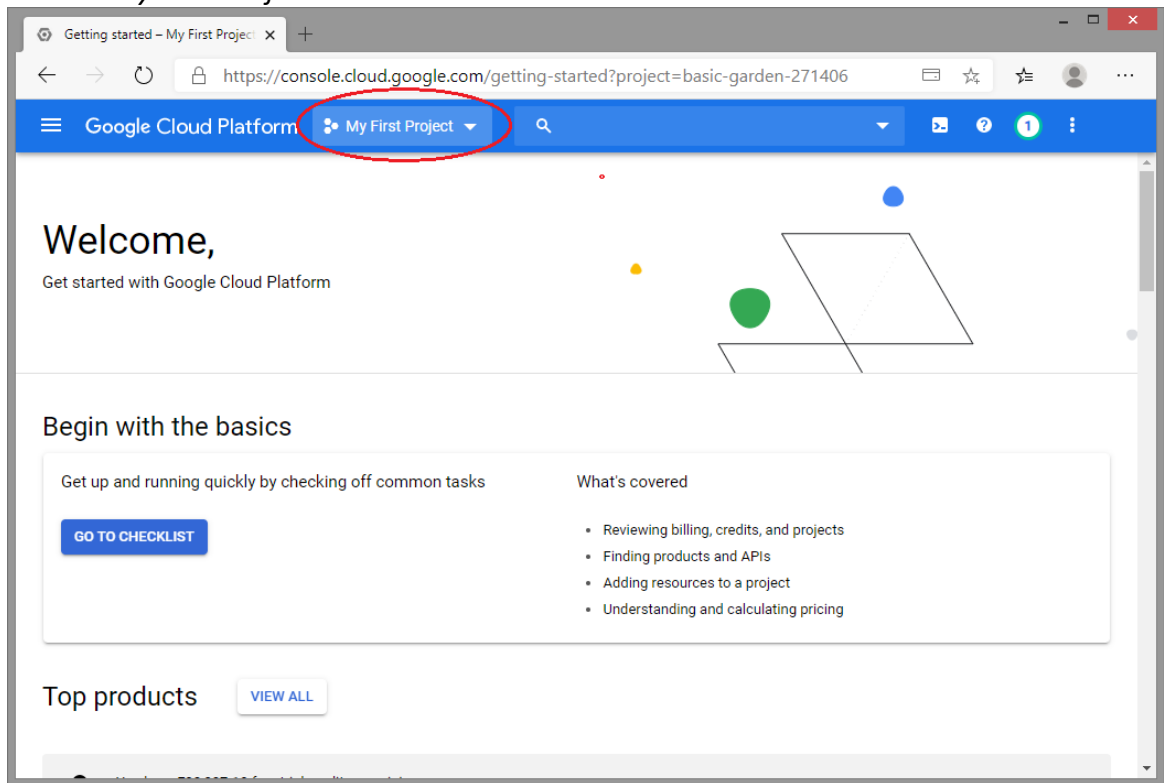 Getting started – My First Projec
https://console.cloud.google.com/getting-started?project=basic-garden-271406
Google Cloud Platform My First Project 1
Welcome,
Get started with Google Cloud Platform
Begin with the basics
Get up and running quickly by checking off common tasks
GO TO CHECKLIST
What's covered
Reviewing billing, credits, and projects
Finding products and APIs
Adding resources to a project
Understanding and calculating pricing
Top products VIEW ALL